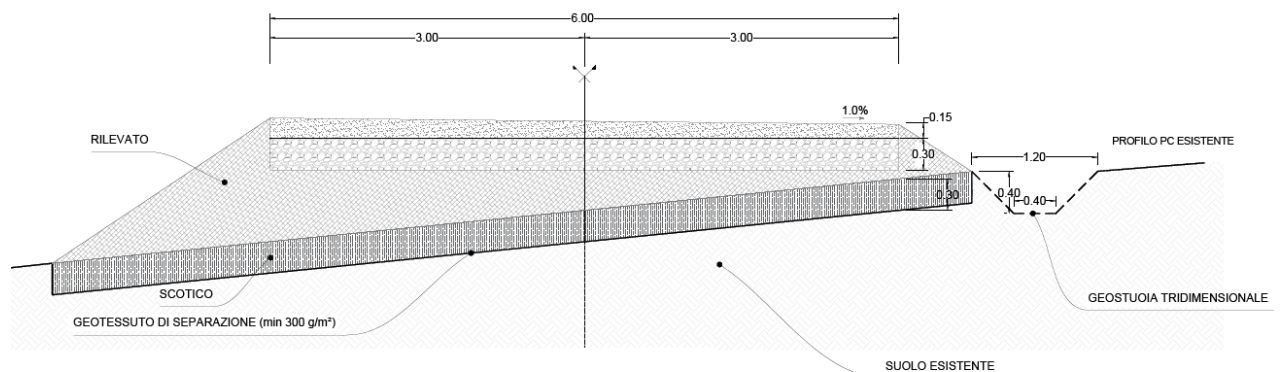 6.00
3.00
3.00
1.0%
0.15
RILEVATO
0.30
PROFILO PC ESISTENTE
1.20
0.30
0.40
0.40
SCOTICO
GEOSTUOIA TRIDIMENSIONALE
GEOTESSUTO DI SEPARAZIONE (min 300 g/m²)
SUOLO ESISTENTE